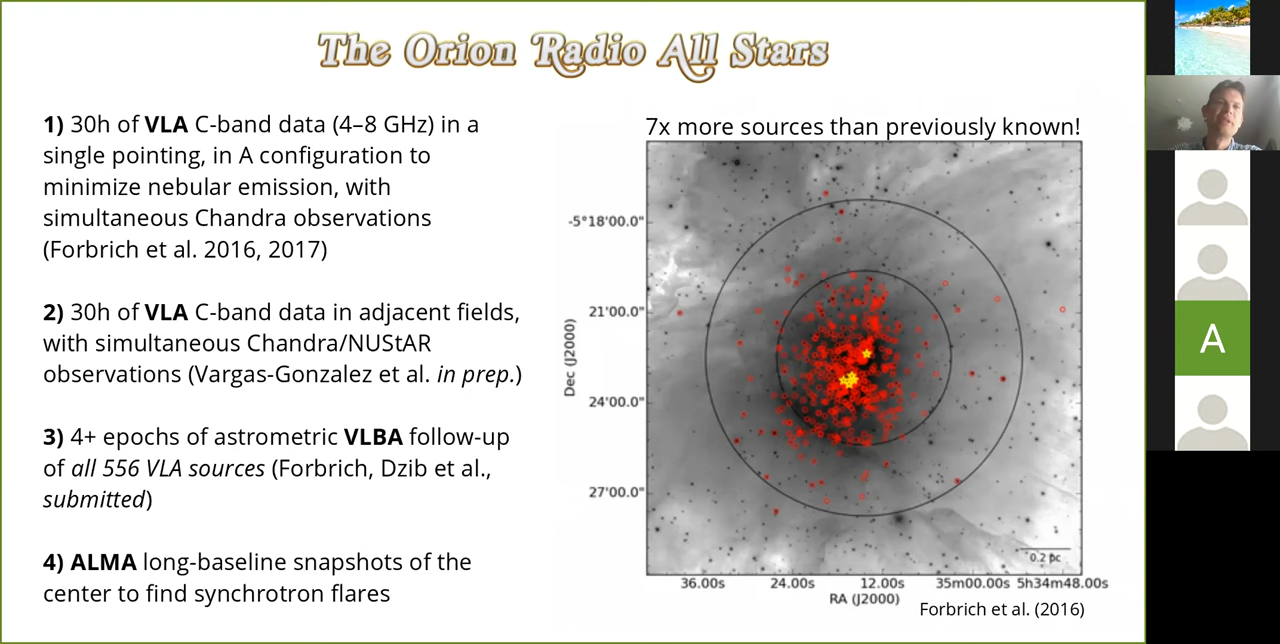 The Orion Radio All Stars
1) 30h of VLA C-band data (4–8 GHz) in a
single pointing, in A configuration to
minimize nebular emission, with
simultaneous Chandra observations
(Forbrich et al. 2016, 2017)
2) 30h of VLA C-band data in adjacent fields,
with simultaneous Chandra/NUStAR
observations (Vargas-Gonzalez et al. in prep.)
3) 4+ epochs of astrometric VLBA follow-up
of all 556 VLA sources (Forbrich, Dzib et al.,
submitted)
4) ALMA long-baseline snapshots of the
center to find synchrotron flares
7x more sources than previously known!
-5°18'00.0"
21'00.0"
24'00.0"
27'00.0"
Dec (J2000)
0.2 pc
36.00s 24.00s 12.00s 35m00.00s 5h34m48.00s
RA (J2000)
Forbrich et al. (2016)
A